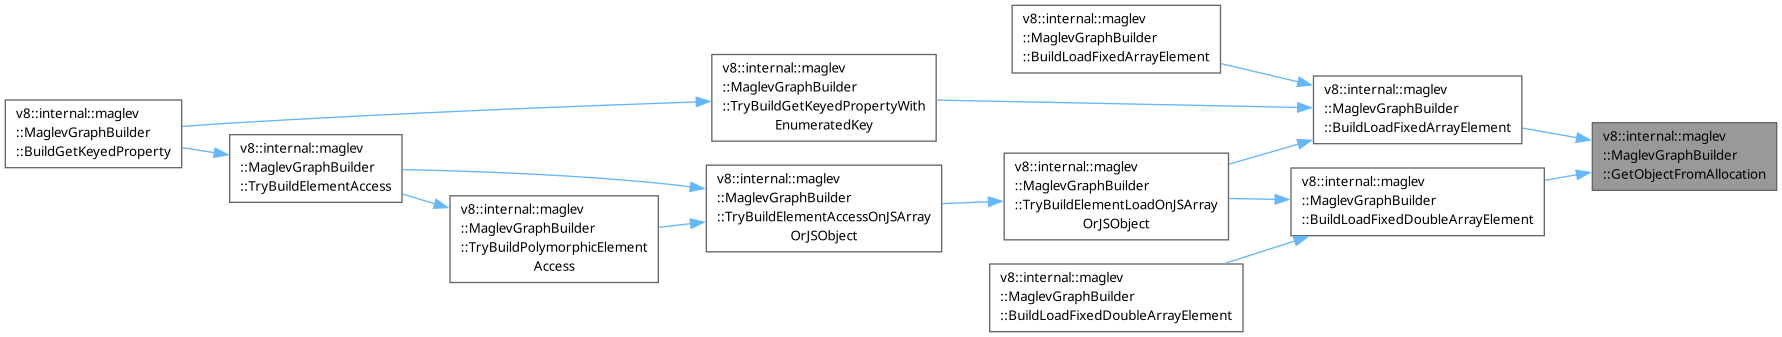 v8::internal::maglev
::MaglevGraphBuilder
::BuildGetKeyedProperty
v8::internal::maglev
::MaglevGraphBuilder
::TryBuildElementAccess
v8::internal::maglev
::MaglevGraphBuilder
::TryBuildPolymorphicElement
Access
v8::internal::maglev
::MaglevGraphBuilder
::TryBuildGetKeyedPropertyWith
EnumeratedKey
v8::internal::maglev
::MaglevGraphBuilder
::TryBuildElementAccessOnJSArray
OrJSObject
v8::internal::maglev
::MaglevGraphBuilder
::BuildLoadFixedArrayElement
v8::internal::maglev
::MaglevGraphBuilder
::TryBuildElementLoadOnJSArray
OrJSObject
v8::internal::maglev
::MaglevGraphBuilder
::BuildLoadFixedDoubleArrayElement
v8::internal::maglev
::MaglevGraphBuilder
::BuildLoadFixedArrayElement
v8::internal::maglev
::MaglevGraphBuilder
::BuildLoadFixedDoubleArrayElement
v8::internal::maglev
::MaglevGraphBuilder
::GetObjectFromAllocation